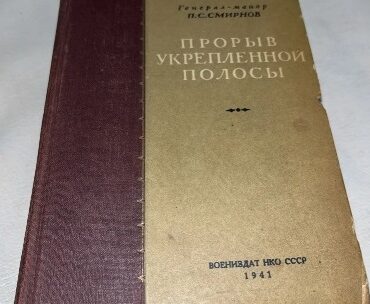 Генерал-майор
П.С.СМИРНОВ
ПРОРЫВ
УКРЕПЛЕННОЙ
ПОЛОСЫ
ВОЕНИЗДАТ НКО СССР
1941